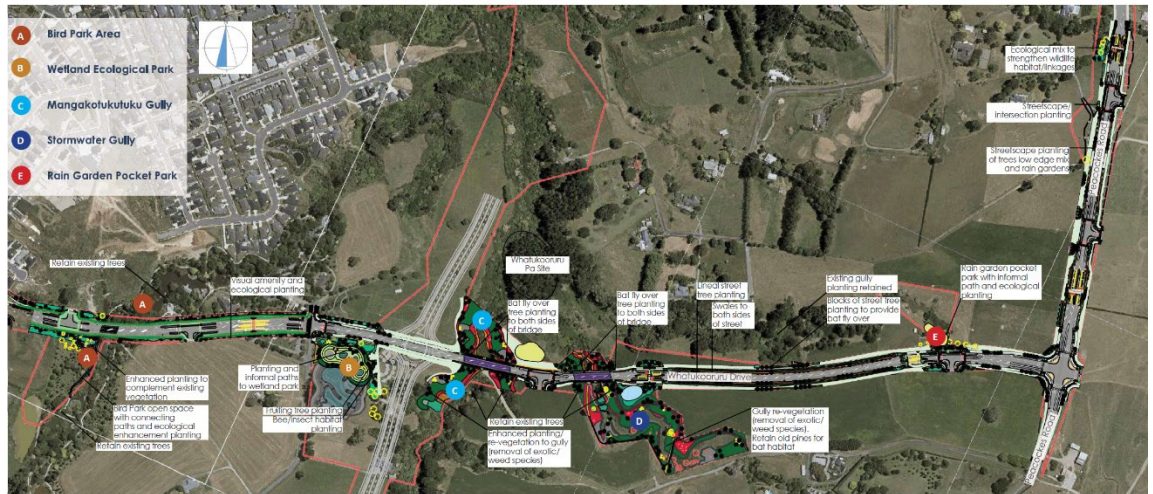 A Bird Park Area
B Wetland Ecological Park
C Mangakotukutuku Gully
D Stormwater Gully
E Rain Garden Pocket Park
Ecological mix to
strengthen wildlife
habitat/linkages
Streetscape/
intersection planting
Streetscape planting
of trees low edge mix
and rain gardens
Peacockes Road
Retain existing trees
A
Visual amenity and
ecological planting
Whatukooruru
Pa Site
Bat fly over
tree planting
to both sides
of bridge
C
Bat fly over
tree planting
to both sides
of bridge
Lineal street
tree planting
Swales to
both sides
of street
Existing gully
planting retained
Blocks of street tree
planting to provide
bat fly over
Rain garden pocket
park with informal
path and ecological
planting
E
A
Enhanced planting to
complement existing
vegetation
Bird Park open space
with connecting
paths and ecological
enhancement planting
Retain existing trees
Planting and
informal paths
to wetland park
B
Fruiting tree planting
Bee/insect habitat
planting
C
Retain existing trees
Enhanced planting/
re-vegetation to gully
(removal of exotic/
weed species)
Whatukooruru Drive
D
Gully re-vegetation
(removal of exotic/
weed species).
Retain old pines for
bat habitat
Peacockes Road